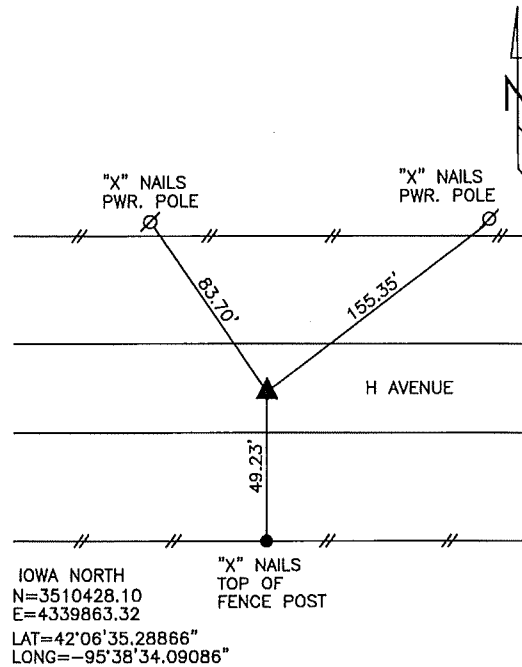 N
"X" NAILS
PWR. POLE
"X" NAILS
PWR. POLE
83.70'
155.35'
H AVENUE
49.23'
"X" NAILS
TOP OF
FENCE POST
IOWA NORTH
N=3510428.10
E=4339863.32
LAT=42°06'35.28866"
LONG=-95°38'34.09086"